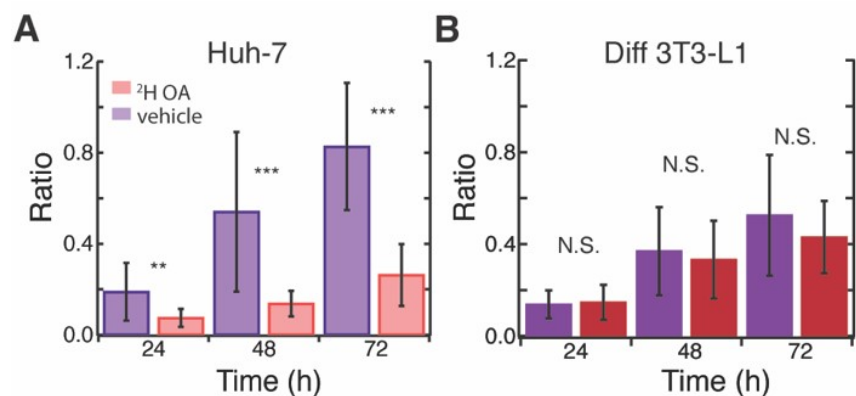 A
Huh-7
1.2
0.8
0.4
0.0
Ratio
²H OA
vehicle
**
***
***
24
48
72
Time (h)
B
Diff 3T3-L1
1.2
0.8
0.4
0.0
Ratio
N.S.
N.S.
N.S.
24
48
72
Time (h)